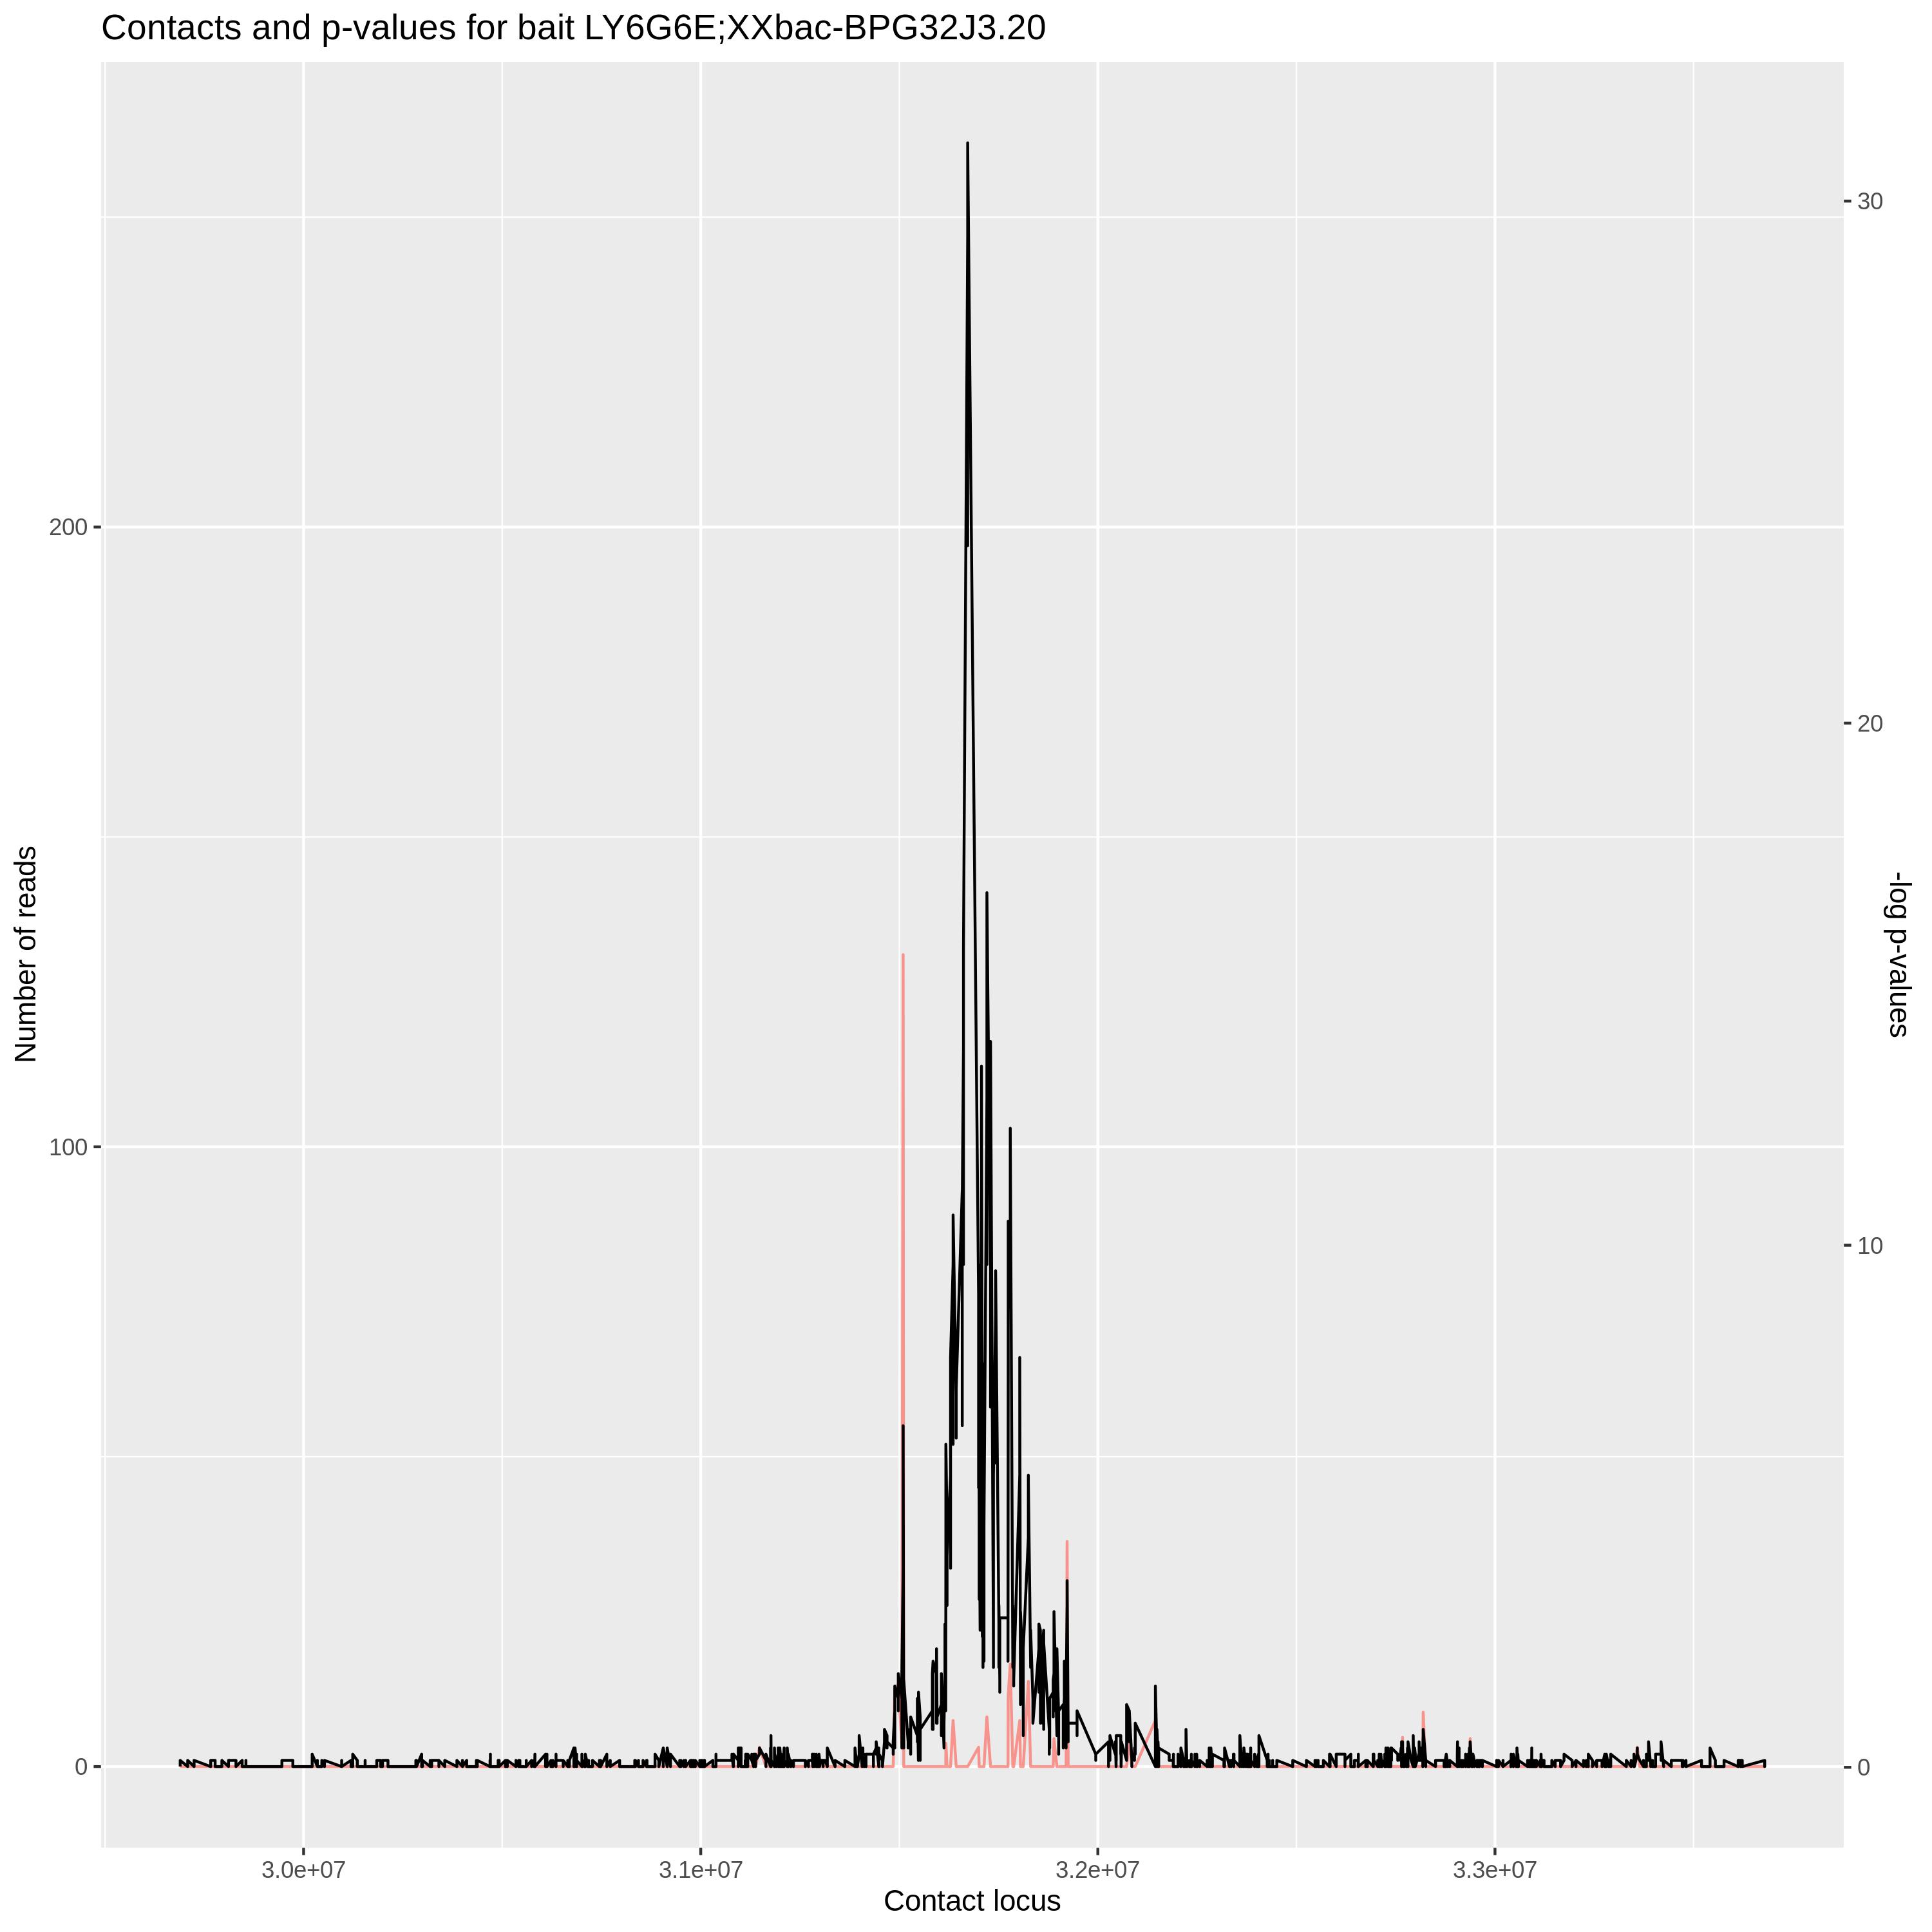 Contacts and p-values for bait LY6G6E;XXbac-BPG32J3.20
Number of reads
200
100
0
30
20
10
0
-log p-values
3.0e+07 3.1e+07 3.2e+07 3.3e+07
Contact locus